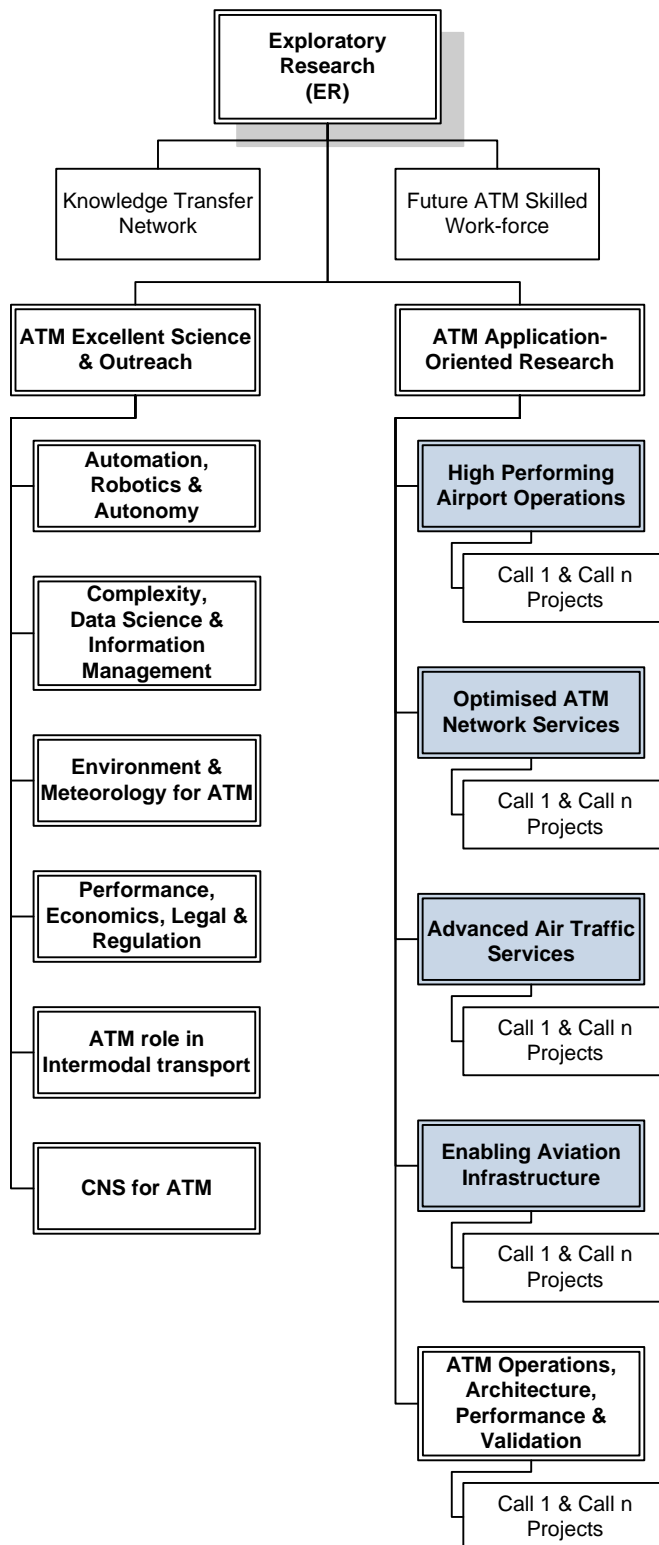 Exploratory
Research
(ER)
Knowledge Transfer
Network
Future ATM Skilled
Work-force
ATM Excellent Science
& Outreach
Automation,
Robotics &
Autonomy
Complexity,
Data Science &
Information
Management
Environment &
Meteorology for ATM
Performance,
Economics, Legal &
Regulation
ATM role in
Intermodal transport
CNS for ATM
ATM Application-
Oriented Research
High Performing
Airport Operations
Call 1 & Call n
Projects
Optimised ATM
Network Services
Call 1 & Call n
Projects
Advanced Air Traffic
Services
Call 1 & Call n
Projects
Enabling Aviation
Infrastructure
Call 1 & Call n
Projects
ATM Operations,
Architecture,
Performance &
Validation
Call 1 & Call n
Projects